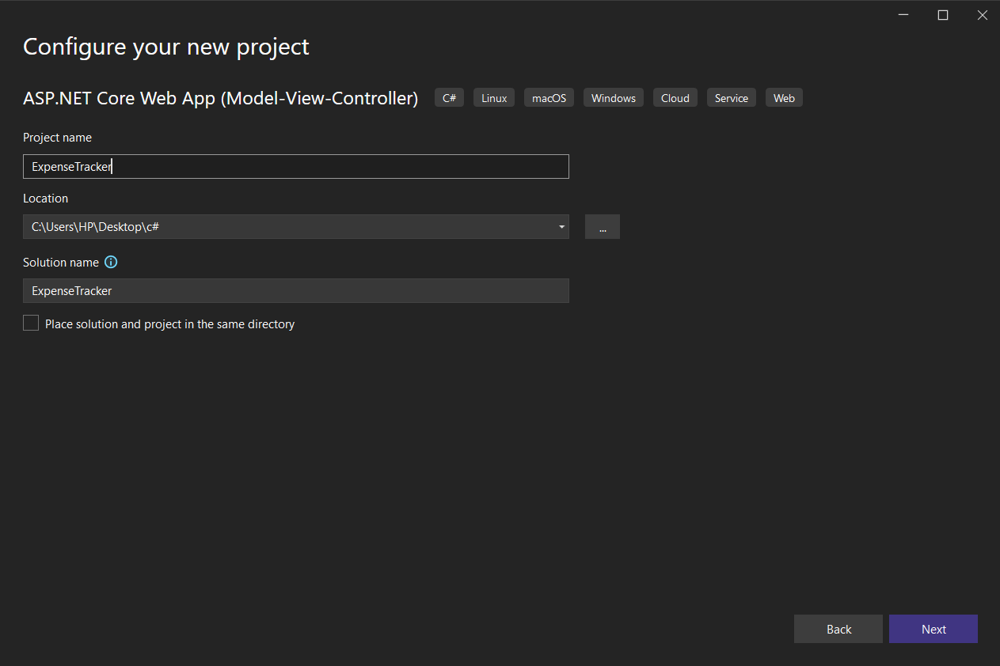 Configure your new project
ASP.NET Core Web App (Model-View-Controller) C# Linux macOS Windows Cloud Service Web
Project name
ExpenseTracker
Location
C:\Users\HP\Desktop\c#
...
Solution name
ExpenseTracker
Place solution and project in the same directory
Back Next